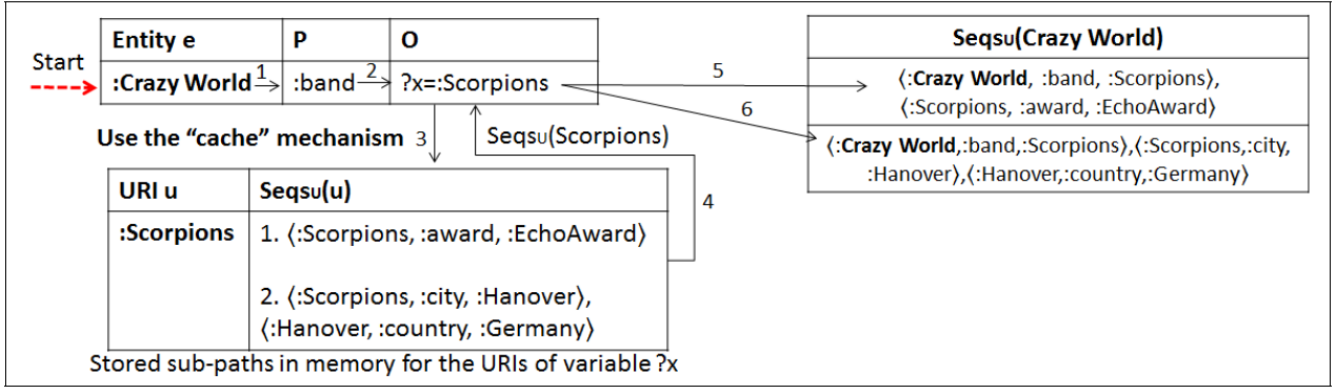 Start
Entity e P O
:Crazy World 1 :band 2 ?x=:Scorpions
Use the “cache” mechanism 3
Seqsu(Scorpions)
4
URI u Seqsu(u)
:Scorpions 1. ⟨:Scorpions, :award, :EchoAward⟩
2. ⟨:Scorpions, :city, :Hanover⟩,
⟨:Hanover, :country, :Germany⟩
Stored sub-paths in memory for the URIs of variable ?x
5
6
Seqsu(Crazy World)
⟨:Crazy World, :band, :Scorpions⟩,
⟨:Scorpions, :award, :EchoAward⟩
⟨:Crazy World,:band,:Scorpions⟩,⟨:Scorpions,:city,
:Hanover⟩,⟨:Hanover,:country,:Germany⟩